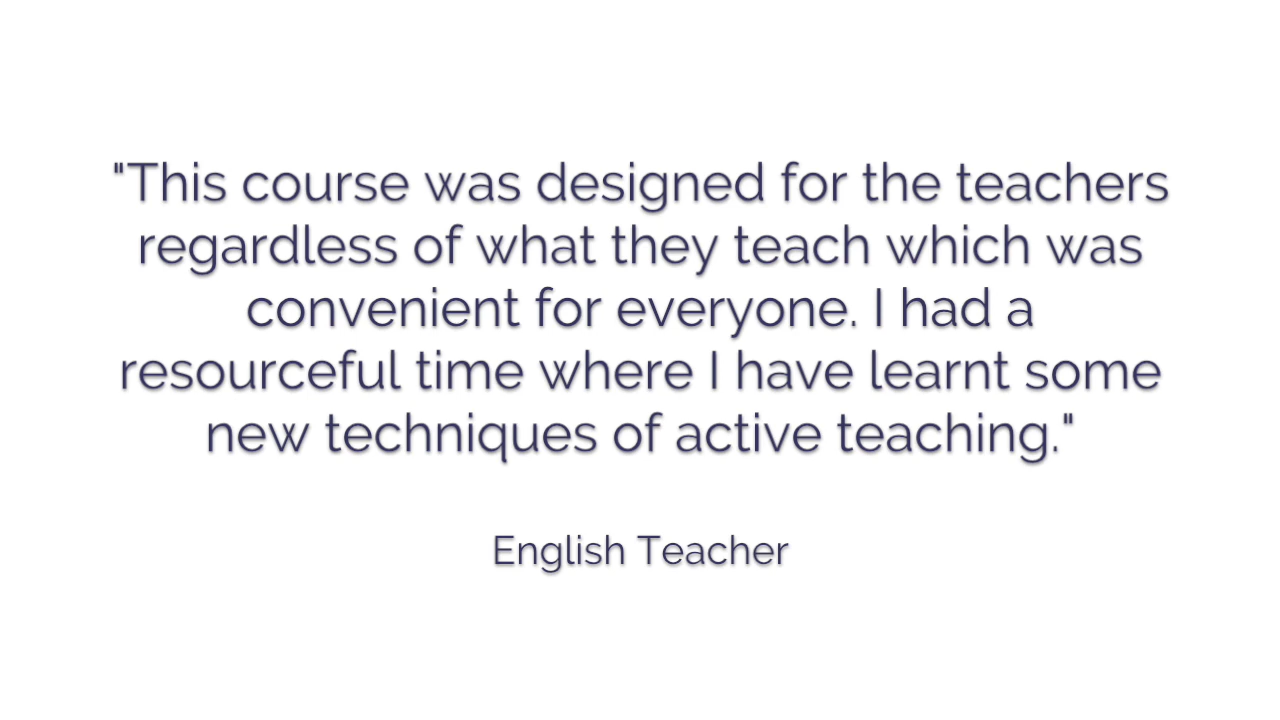 "This course was designed for the teachers
regardless of what they teach which was
convenient for everyone. I had a
resourceful time where I have learnt some
new techniques of active teaching."
English Teacher